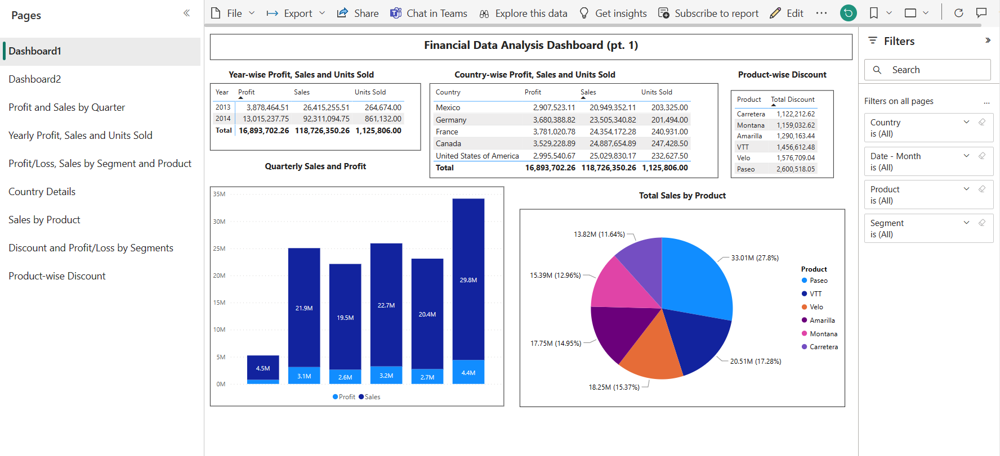 Pages
Dashboard1
Dashboard2
Profit and Sales by Quarter
Yearly Profit, Sales and Units Sold
Profit/Loss, Sales by Segment and Product
Country Details
Sales by Product
Discount and Profit/Loss by Segments
Product-wise Discount
File Export Share Chat in Teams Explore this data Get insights Subscribe to report Edit
Financial Data Analysis Dashboard (pt. 1)
Year-wise Profit, Sales and Units Sold
Year Profit Sales Units Sold
2013 3,878,464.51 26,415,255.51 264,674.00
2014 13,015,237.75 92,311,094.75 861,132.00
Total 16,893,702.26 118,726,350.26 1,125,806.00
Country-wise Profit, Sales and Units Sold
Country Profit Sales Units Sold
Mexico 2,907,523.11 20,949,352.11 203,325.00
Germany 3,680,388.82 23,505,340.82 201,494.00
France 3,781,020.78 24,354,172.28 240,931.00
Canada 3,529,228.89 24,887,654.89 247,428.50
United States of America 2,995,540.67 25,029,830.17 232,627.50
Total 16,893,702.26 118,726,350.26 1,125,806.00
Product-wise Discount
Product Total Discount
Carretera 1,122,212.62
Montana 1,159,032.62
Amarilla 1,290,163.44
VTT 1,456,612.48
Velo 1,576,709.04
Paseo 2,600,518.05
Quarterly Sales and Profit
35M
30M
25M
20M
15M
10M
5M
0M
4.5M
21.9M
3.1M
19.5M
2.6M
22.7M
3.2M
20.4M
2.7M
29.8M
4.4M
Profit Sales
Total Sales by Product
13.82M (11.64%)
33.01M (27.8%)
15.39M (12.96%)
17.75M (14.95%)
20.51M (17.28%)
18.25M (15.37%)
Product
Paseo
VTT
Velo
Amarilla
Montana
Carretera
Filters
Search
Filters on all pages
Country
is (All)
Date - Month
is (All)
Product
is (All)
Segment
is (All)